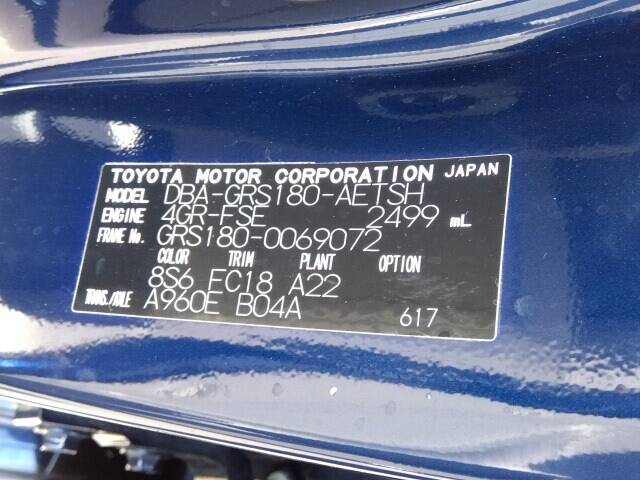 TOYOTA MOTOR CORPORATION JAPAN
MODEL DBA-GRS180-AETSH
ENGINE 4GR-FSE 2499 mL
FRAME No. GRS180-0069072
COLOR TRIM PLANT OPTION
8S6 FC18 A22
TRANS./AXLE A960E B04A
617